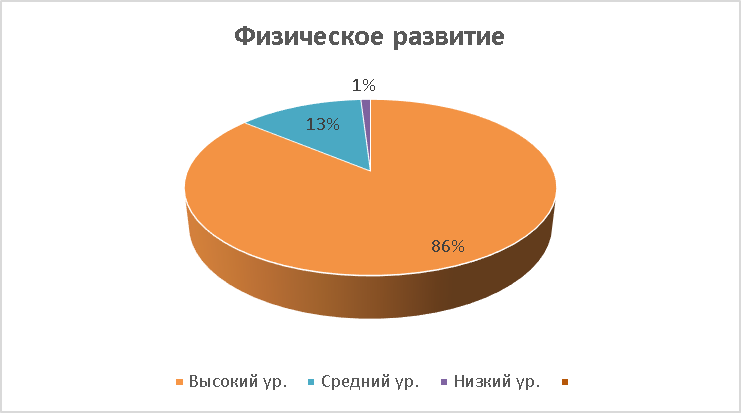 Физическое развитие
1%
13%
86%
Высокий ур. Средний ур. Низкий ур.